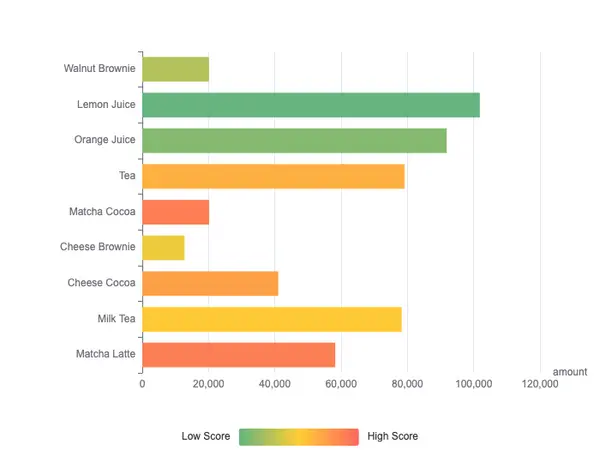 Walnut Brownie
Lemon Juice
Orange Juice
Tea
Matcha Cocoa
Cheese Brownie
Cheese Cocoa
Milk Tea
Matcha Latte
amount
0 20,000 40,000 60,000 80,000 100,000 120,000
Low Score High Score